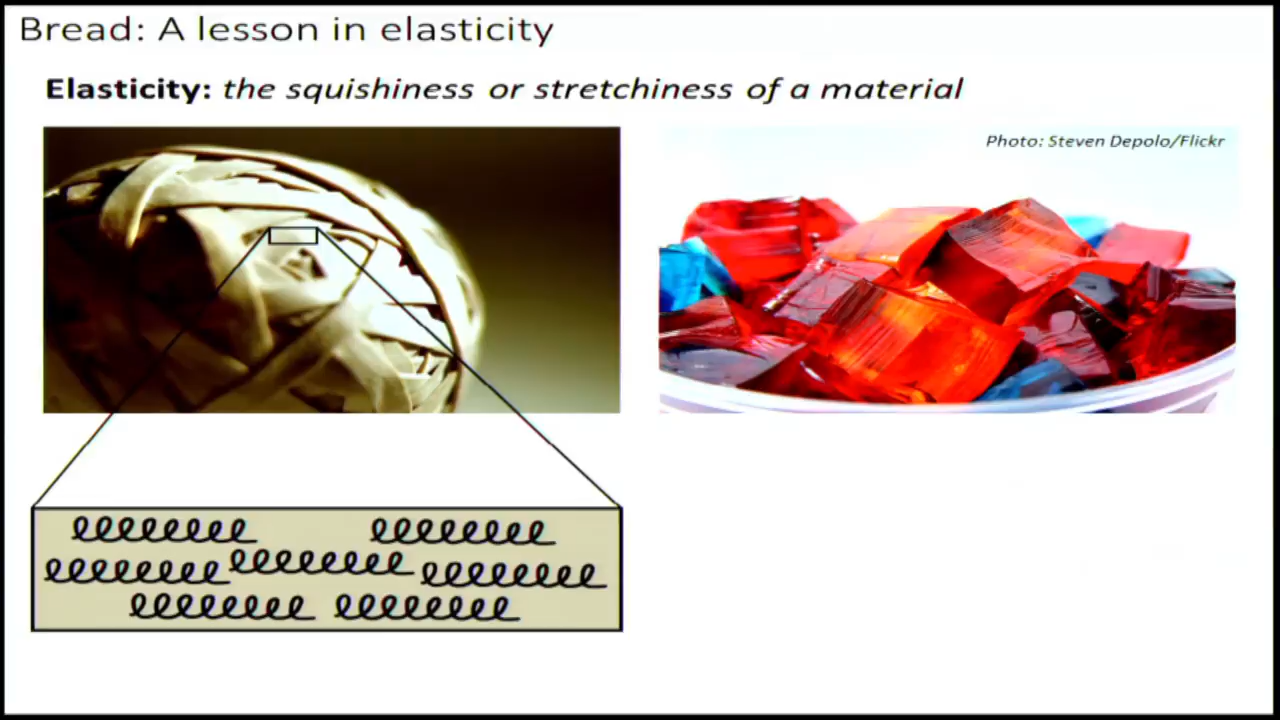 Bread: A lesson in elasticity
Elasticity: the squishiness or stretchiness of a material
Photo: Steven Depolo/Flickr